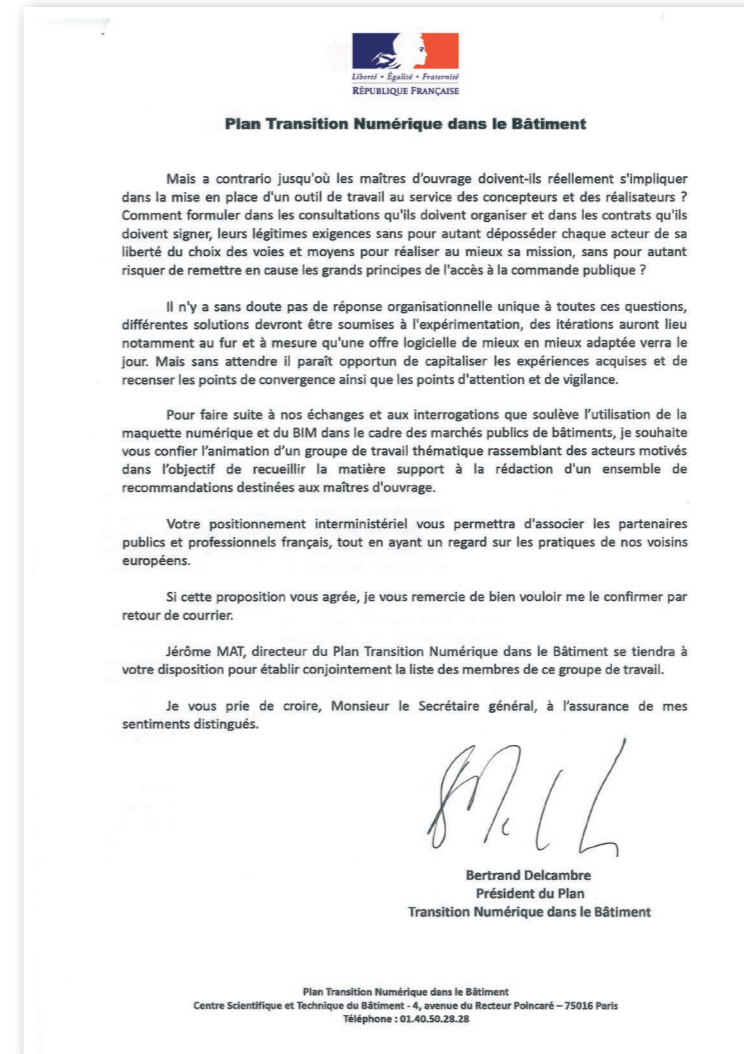 Liberté • Égalité • Fraternité
RÉPUBLIQUE FRANÇAISE
Plan Transition Numérique dans le Bâtiment
Mais a contrario jusqu'où les maîtres d'ouvrage doivent-ils réellement s'impliquer
dans la mise en place d'un outil de travail au service des concepteurs et des réalisateurs ?
Comment formuler dans les consultations qu'ils doivent organiser et dans les contrats qu'ils
doivent signer, leurs légitimes exigences sans pour autant déposséder chaque acteur de sa
liberté du choix des voies et moyens pour réaliser au mieux sa mission, sans pour autant
risquer de remettre en cause les grands principes de l'accès à la commande publique ?
Il n'y a sans doute pas de réponse organisationnelle unique à toutes ces questions,
différentes solutions devront être soumises à l'expérimentation, des itérations auront lieu
notamment au fur et à mesure qu'une offre logicielle de mieux en mieux adaptée verra le
jour. Mais sans attendre il paraît opportun de capitaliser les expériences acquises et de
recenser les points de convergence ainsi que les points d'attention et de vigilance.
Pour faire suite à nos échanges et aux interrogations que soulève l'utilisation de la
maquette numérique et du BIM dans le cadre des marchés publics de bâtiments, je souhaite
vous confier l'animation d'un groupe de travail thématique rassemblant des acteurs motivés
dans l'objectif de recueillir la matière support à la rédaction d'un ensemble de
recommandations destinées aux maîtres d'ouvrage.
Votre positionnement interministériel vous permettra d'associer les partenaires
publics et professionnels français, tout en ayant un regard sur les pratiques de nos voisins
européens.
Si cette proposition vous agrée, je vous remercie de bien vouloir me le confirmer par
retour de courrier.
Jérôme MAT, directeur du Plan Transition Numérique dans le Bâtiment se tiendra à
votre disposition pour établir conjointement la liste des membres de ce groupe de travail.
Je vous prie de croire, Monsieur le Secrétaire général, à l'assurance de mes
sentiments distingués.
Bertrand Delcambre
Président du Plan
Transition Numérique dans le Bâtiment
Plan Transition Numérique dans le Bâtiment
Centre Scientifique et Technique du Bâtiment - 4, avenue du Recteur Poincaré – 75016 Paris
Téléphone : 01.40.50.28.28